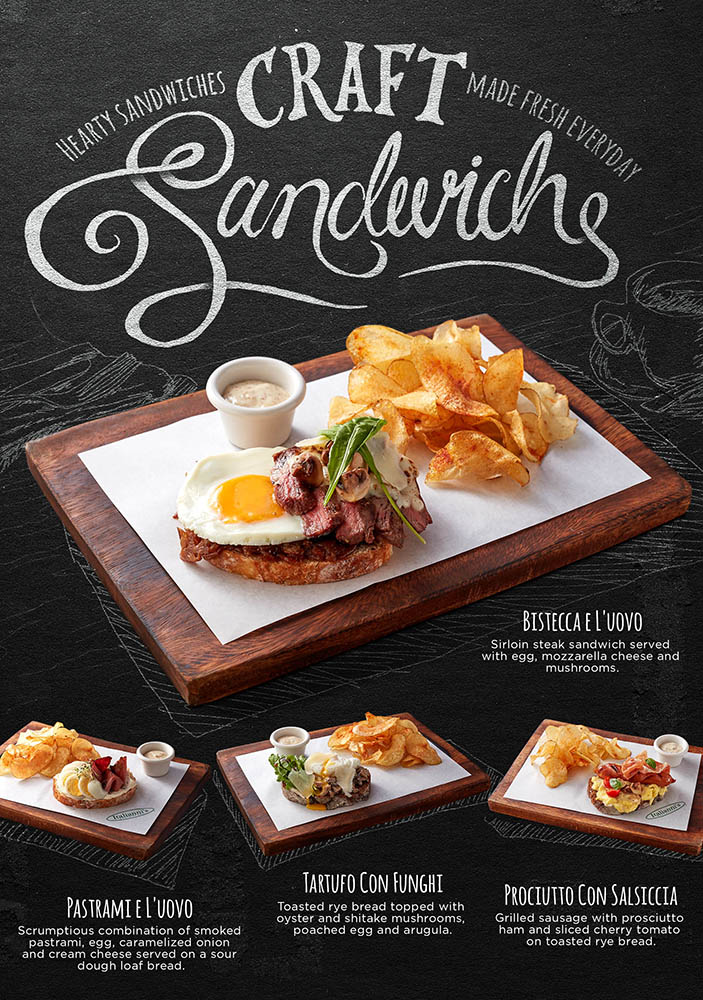 HEARTY SANDWICHES
CRAFT
MADE FRESH EVERYDAY
Sandwich
BISTECCA E L'UOVO
Sirloin steak sandwich served
with egg, mozzarella cheese and
mushrooms.
Italianni's
Italianni's
PASTRAMI E L'UOVO
Scrumptious combination of smoked
pastrami, egg, caramelized onion
and cream cheese served on a sour
dough loaf bread.
TARTUFO CON FUNGHI
Toasted rye bread topped with
oyster and shitake mushrooms,
poached egg and arugula.
PROCIUTTO CON SALSICCIA
Grilled sausage with prosciutto
ham and sliced cherry tomato
on toasted rye bread.